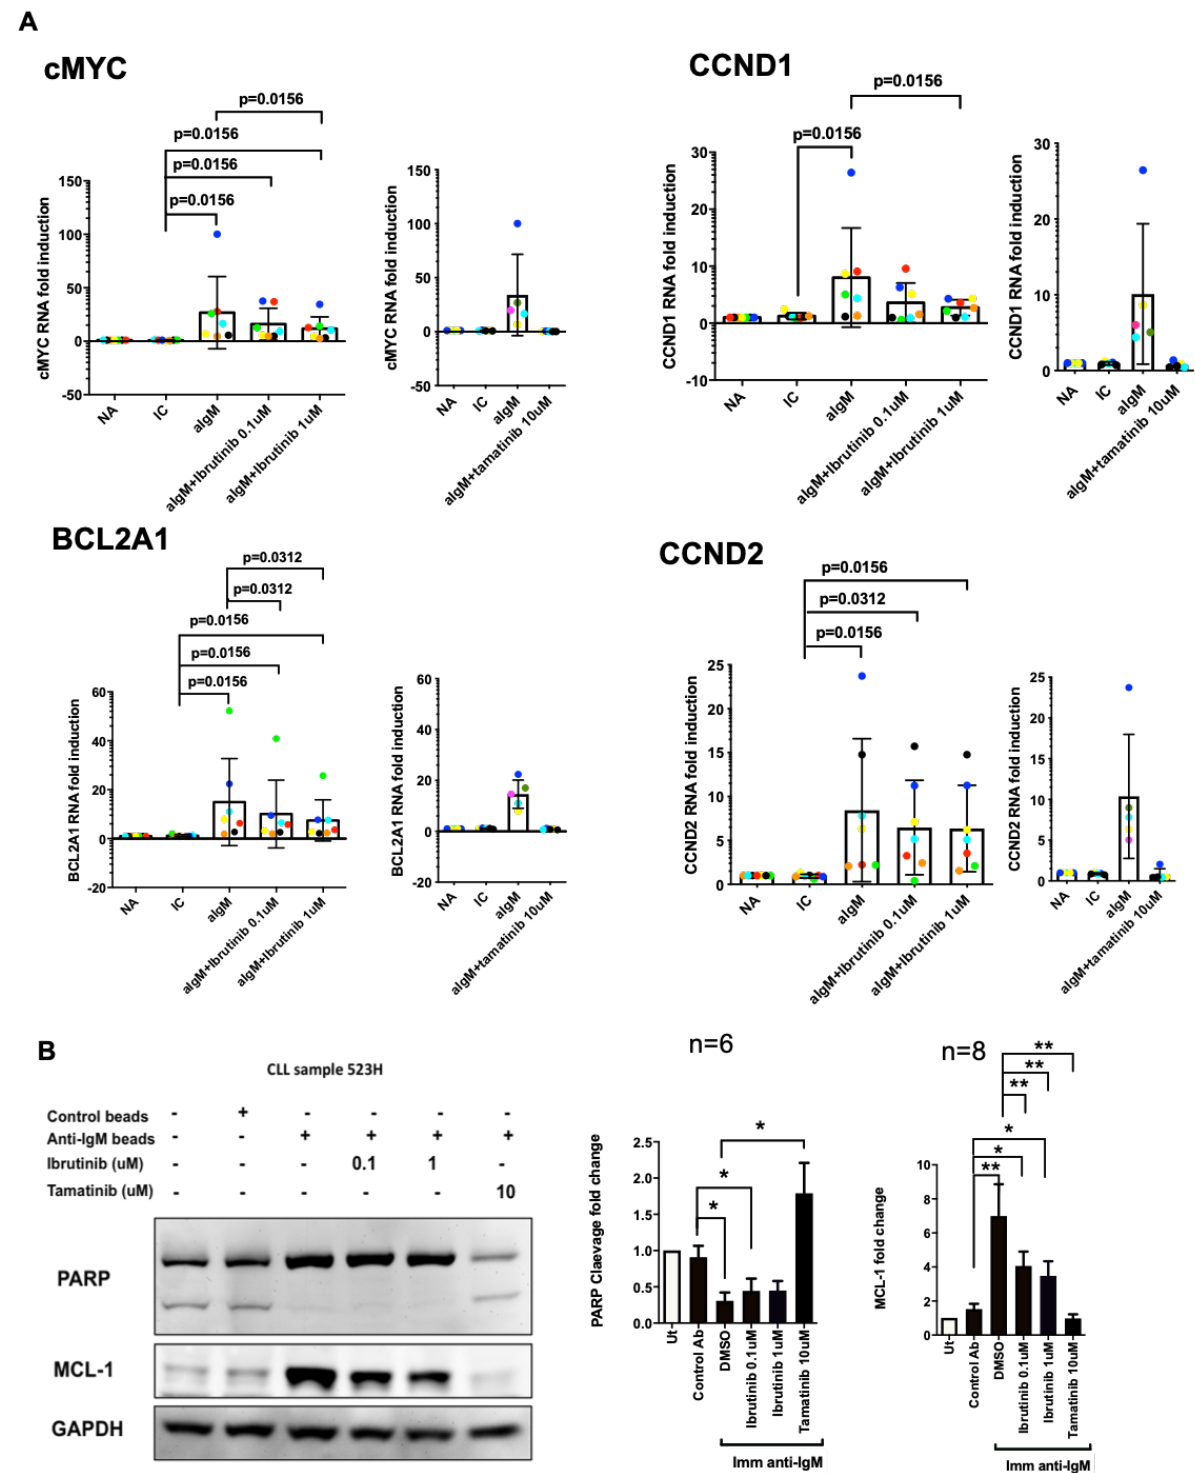 A
cMYC
p=0.0156
p=0.0156
p=0.0156
p=0.0156
cMYC RNA fold induction
150
100
50
0
-50
NA
IC
aIgM
aIgM+Ibrutinib 0.1uM
aIgM+Ibrutinib 1uM
cMYC RNA fold induction
150
100
50
0
-50
NA
IC
aIgM
aIgM+tamatinib 10uM
CCND1
p=0.0156
p=0.0156
CCND1 RNA fold induction
30
20
10
0
-10
NA
IC
aIgM
aIgM+Ibrutinib 0.1uM
aIgM+Ibrutinib 1uM
CCND1 RNA fold induction
30
20
10
0
NA
IC
aIgM
aIgM+tamatinib 10uM
BCL2A1
p=0.0312
p=0.0312
p=0.0156
p=0.0156
p=0.0156
BCL2A1 RNA fold induction
60
40
20
0
-20
NA
IC
aIgM
aIgM+Ibrutinib 0.1uM
aIgM+Ibrutinib 1uM
BCL2A1 RNA fold induction
60
40
20
0
-20
NA
IC
aIgM
aIgM+tamatinib 10uM
CCND2
p=0.0156
p=0.0312
p=0.0156
CCND2 RNA fold induction
25
20
15
10
5
0
NA
IC
aIgM
aIgM+Ibrutinib 0.1uM
aIgM+Ibrutinib 1uM
CCND2 RNA fold induction
25
20
15
10
5
0
NA
IC
aIgM
aIgM+tamatinib 10uM
B
CLL sample 523H
Control beads - + - - - -
Anti-IgM beads - - + + + +
Ibrutinib (uM) - - - 0.1 1 -
Tamatinib (uM) - - - - - 10
PARP
MCL-1
GAPDH
n=6
PARP Claevage fold change
2.5
2.0
1.5
1.0
0.5
0.0
*
*
*
Ut
Control Ab
DMSO
Ibrutinib 0.1uM
Ibrutinib 1uM
Tamatinib 10uM
Imm anti-IgM
n=8
MCL-1 fold change
10
8
6
4
2
0
**
**
**
*
*
**
Ut
Control Ab
DMSO
Ibrutinib 0.1uM
Ibrutinib 1uM
Tamatinib 10uM
Imm anti-IgM